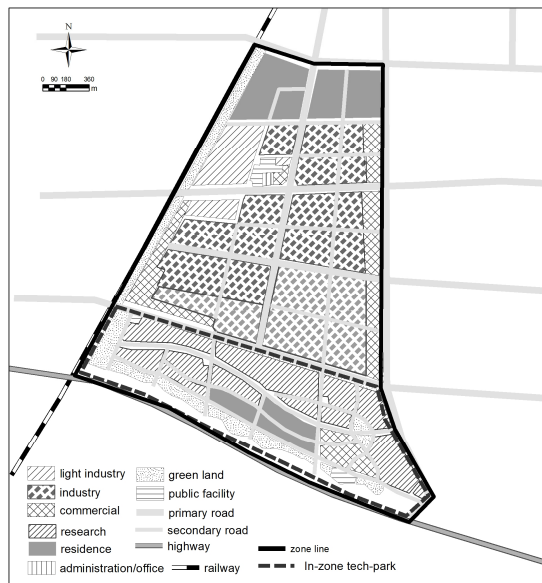 N
0 90 180 360
m
light industry
industry
commercial
research
residence
administration/office
green land
public facility
primary road
secondary road
highway
railway
zone line
In-zone tech-park